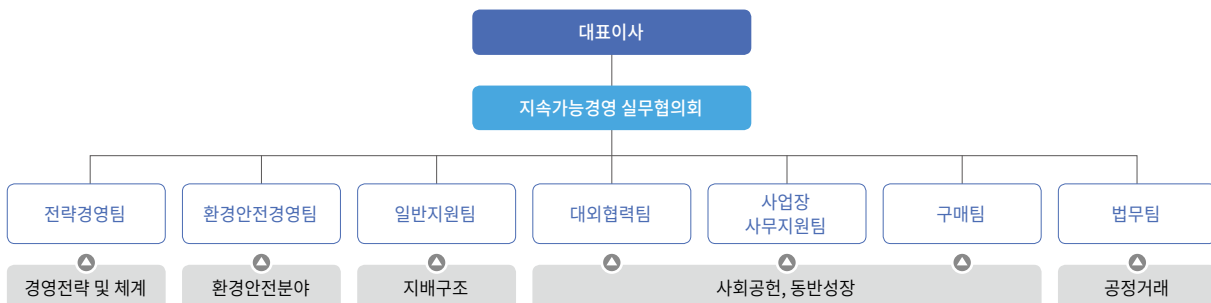 대표이사
지속가능경영 실무협의회
전략경영팀
환경안전경영팀
일반지원팀
대외협력팀
사업장
사무지원팀
구매팀
법무팀
경영전략 및 체계
환경안전분야
지배구조
사회공헌, 동반성장
공정거래